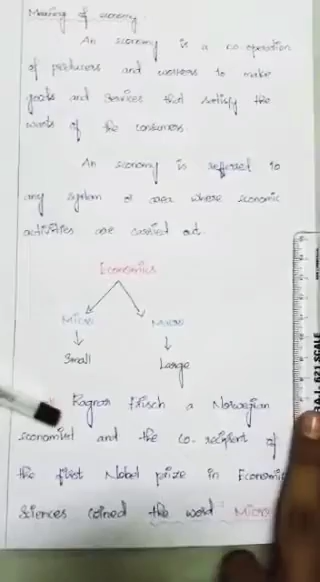 Meaning of economy
An economy is a co-operation
of producers and workers to make
goods and services that satisfy the
wants of the consumers.
An economy is reffered to
any system or area where economic
activities are carried out.
Economics
Micro Macro
Small Large
Ragnar Frisch a Norwegian
economist and the co-recipient of
the first Nobel prize in Economic
Sciences coined the word "Micro